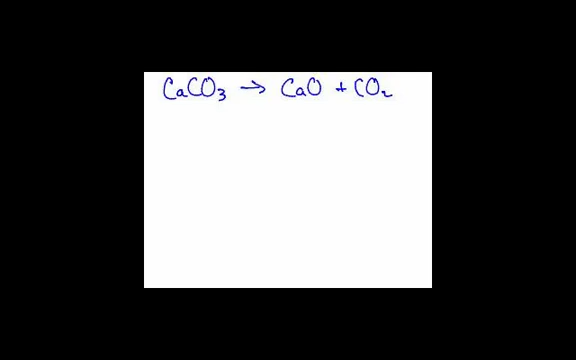 CaCO₃ → CaO + CO₂